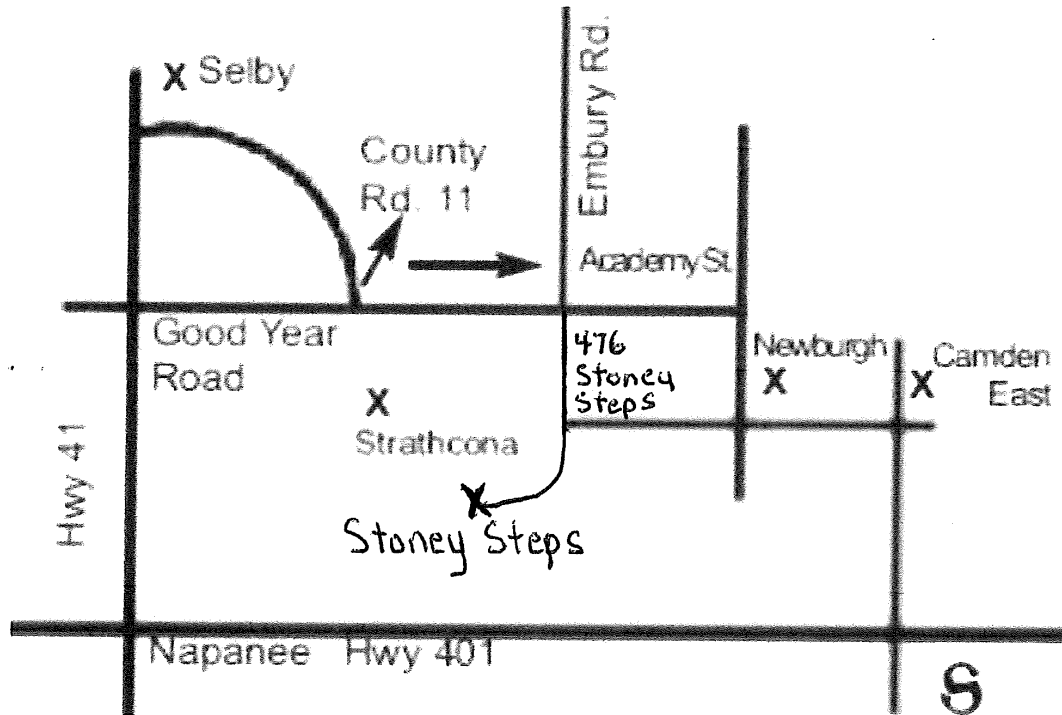 X Selby
County
Rd. 11
Embury Rd.
Academy St.
Good Year
Road
476
Stoney
Steps
Newburgh
X
X Camden
East
X
Strathcona
Hwy 41
X
Stoney Steps
Napanee Hwy 401
S